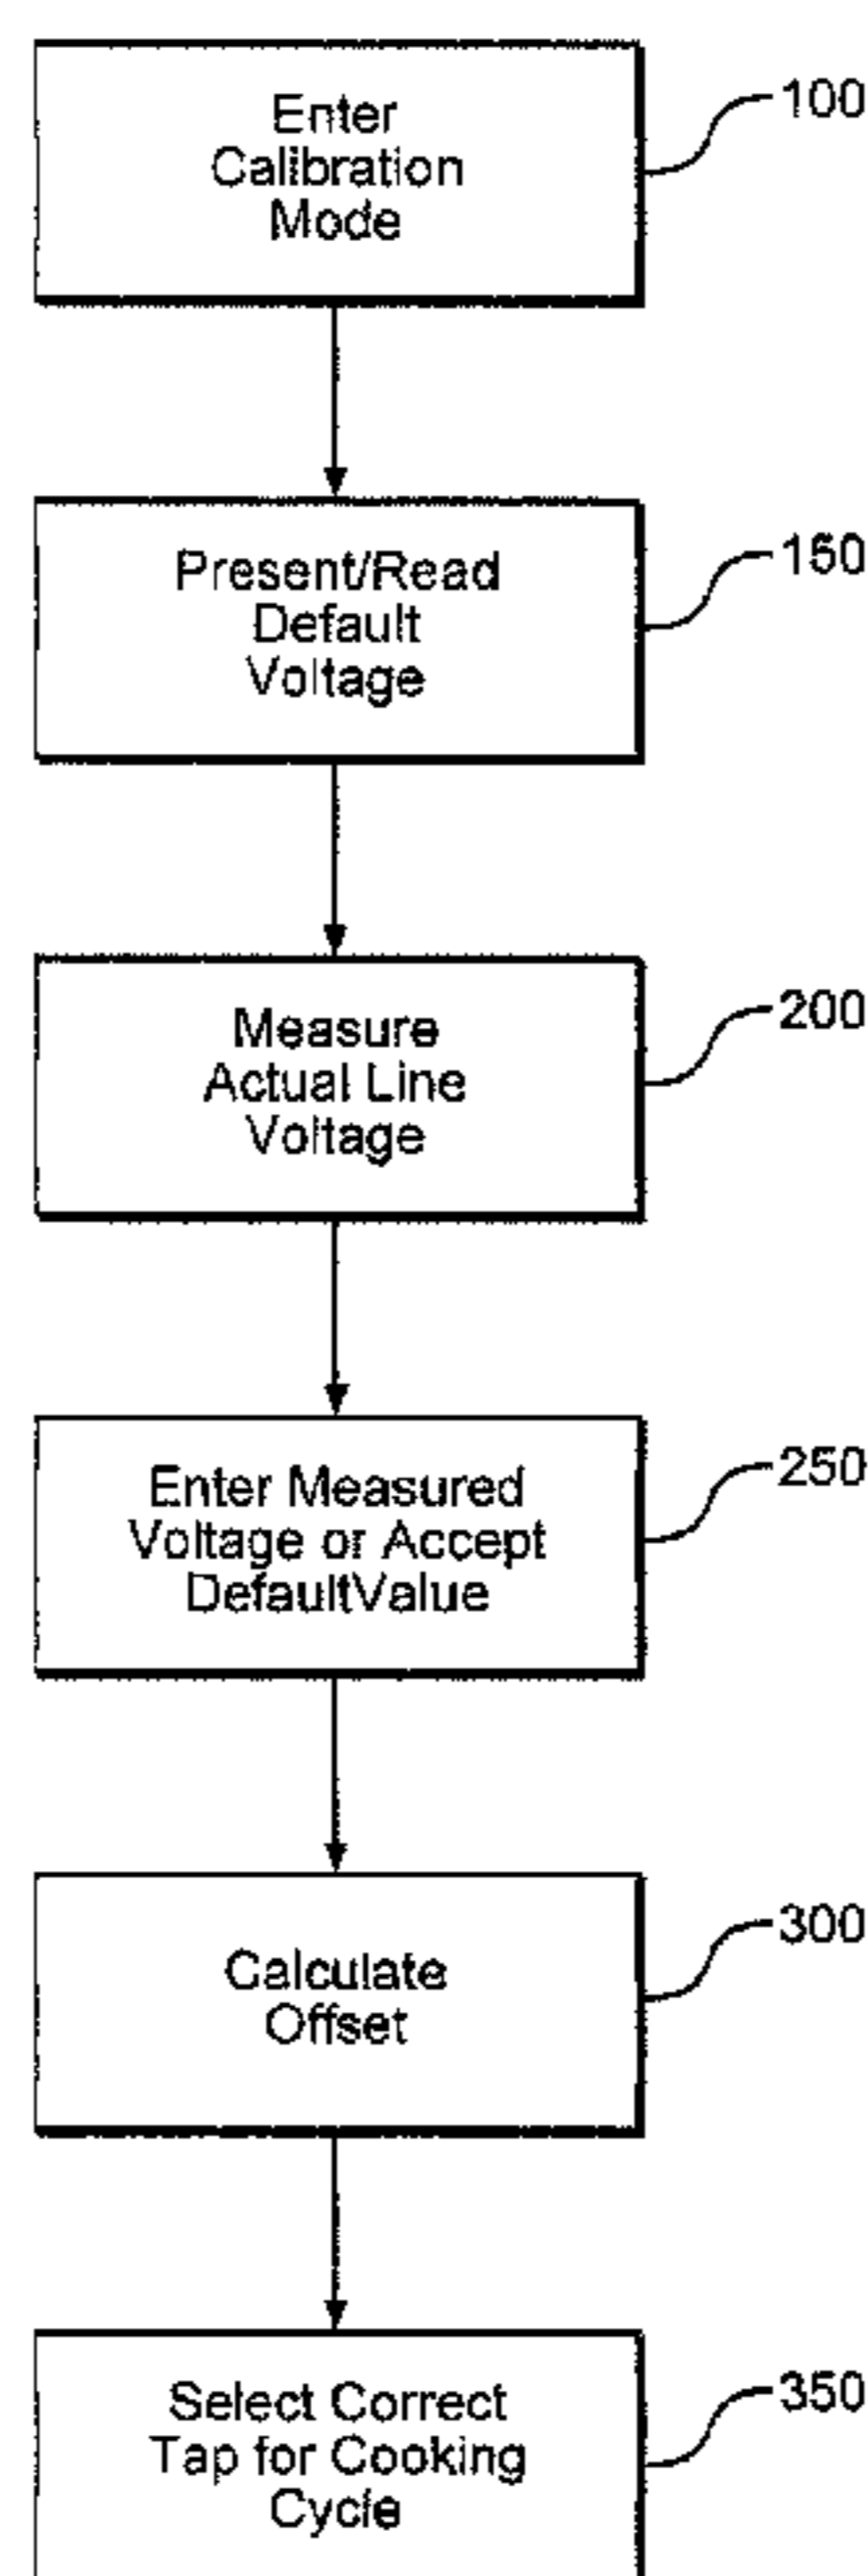 Enter
Calibration
Mode
100
Present/Read
Default
Voltage
150
Measure
Actual Line
Voltage
200
Enter Measured
Voltage or Accept
DefaultValue
250
Calculate
Offset
300
Select Correct
Tap for Cooking
Cycle
350